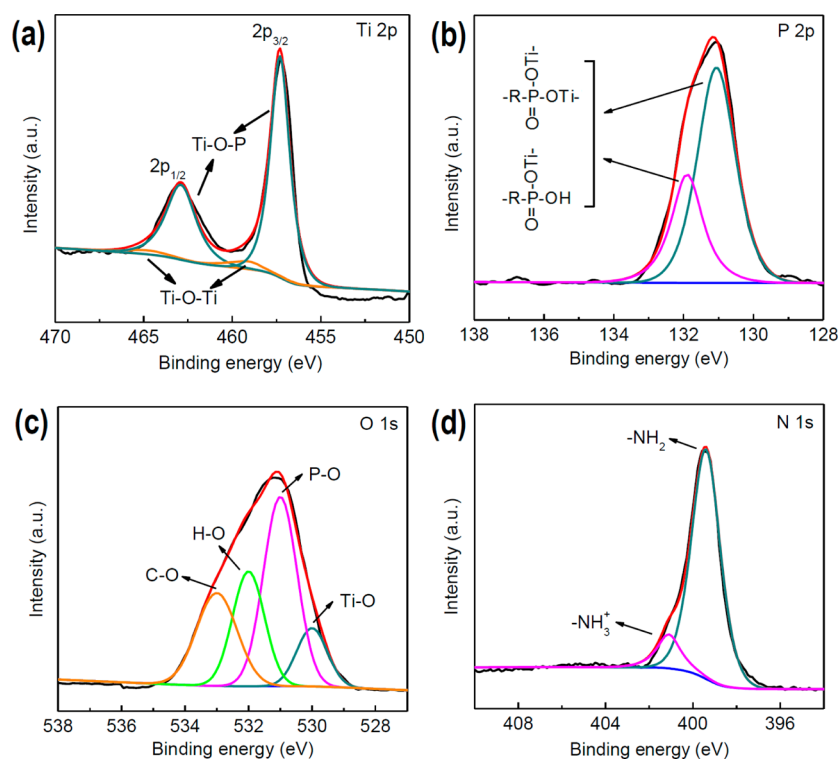 (a)
Ti 2p
2p3/2
Ti-O-P
2p1/2
Ti-O-Ti
Intensity (a.u.)
470 465 460 455 450
Binding energy (eV)
(b)
P 2p
OTi-
-R-P-OTi-
O
OTi-
-R-P-OH
O
Intensity (a.u.)
138 136 134 132 130 128
Binding energy (eV)
(c)
O 1s
P-O
H-O
C-O
Ti-O
Intensity (a.u.)
538 536 534 532 530 528
Binding energy (eV)
(d)
N 1s
-NH2
-NH3+
Intensity (a.u.)
408 404 400 396
Binding energy (eV)